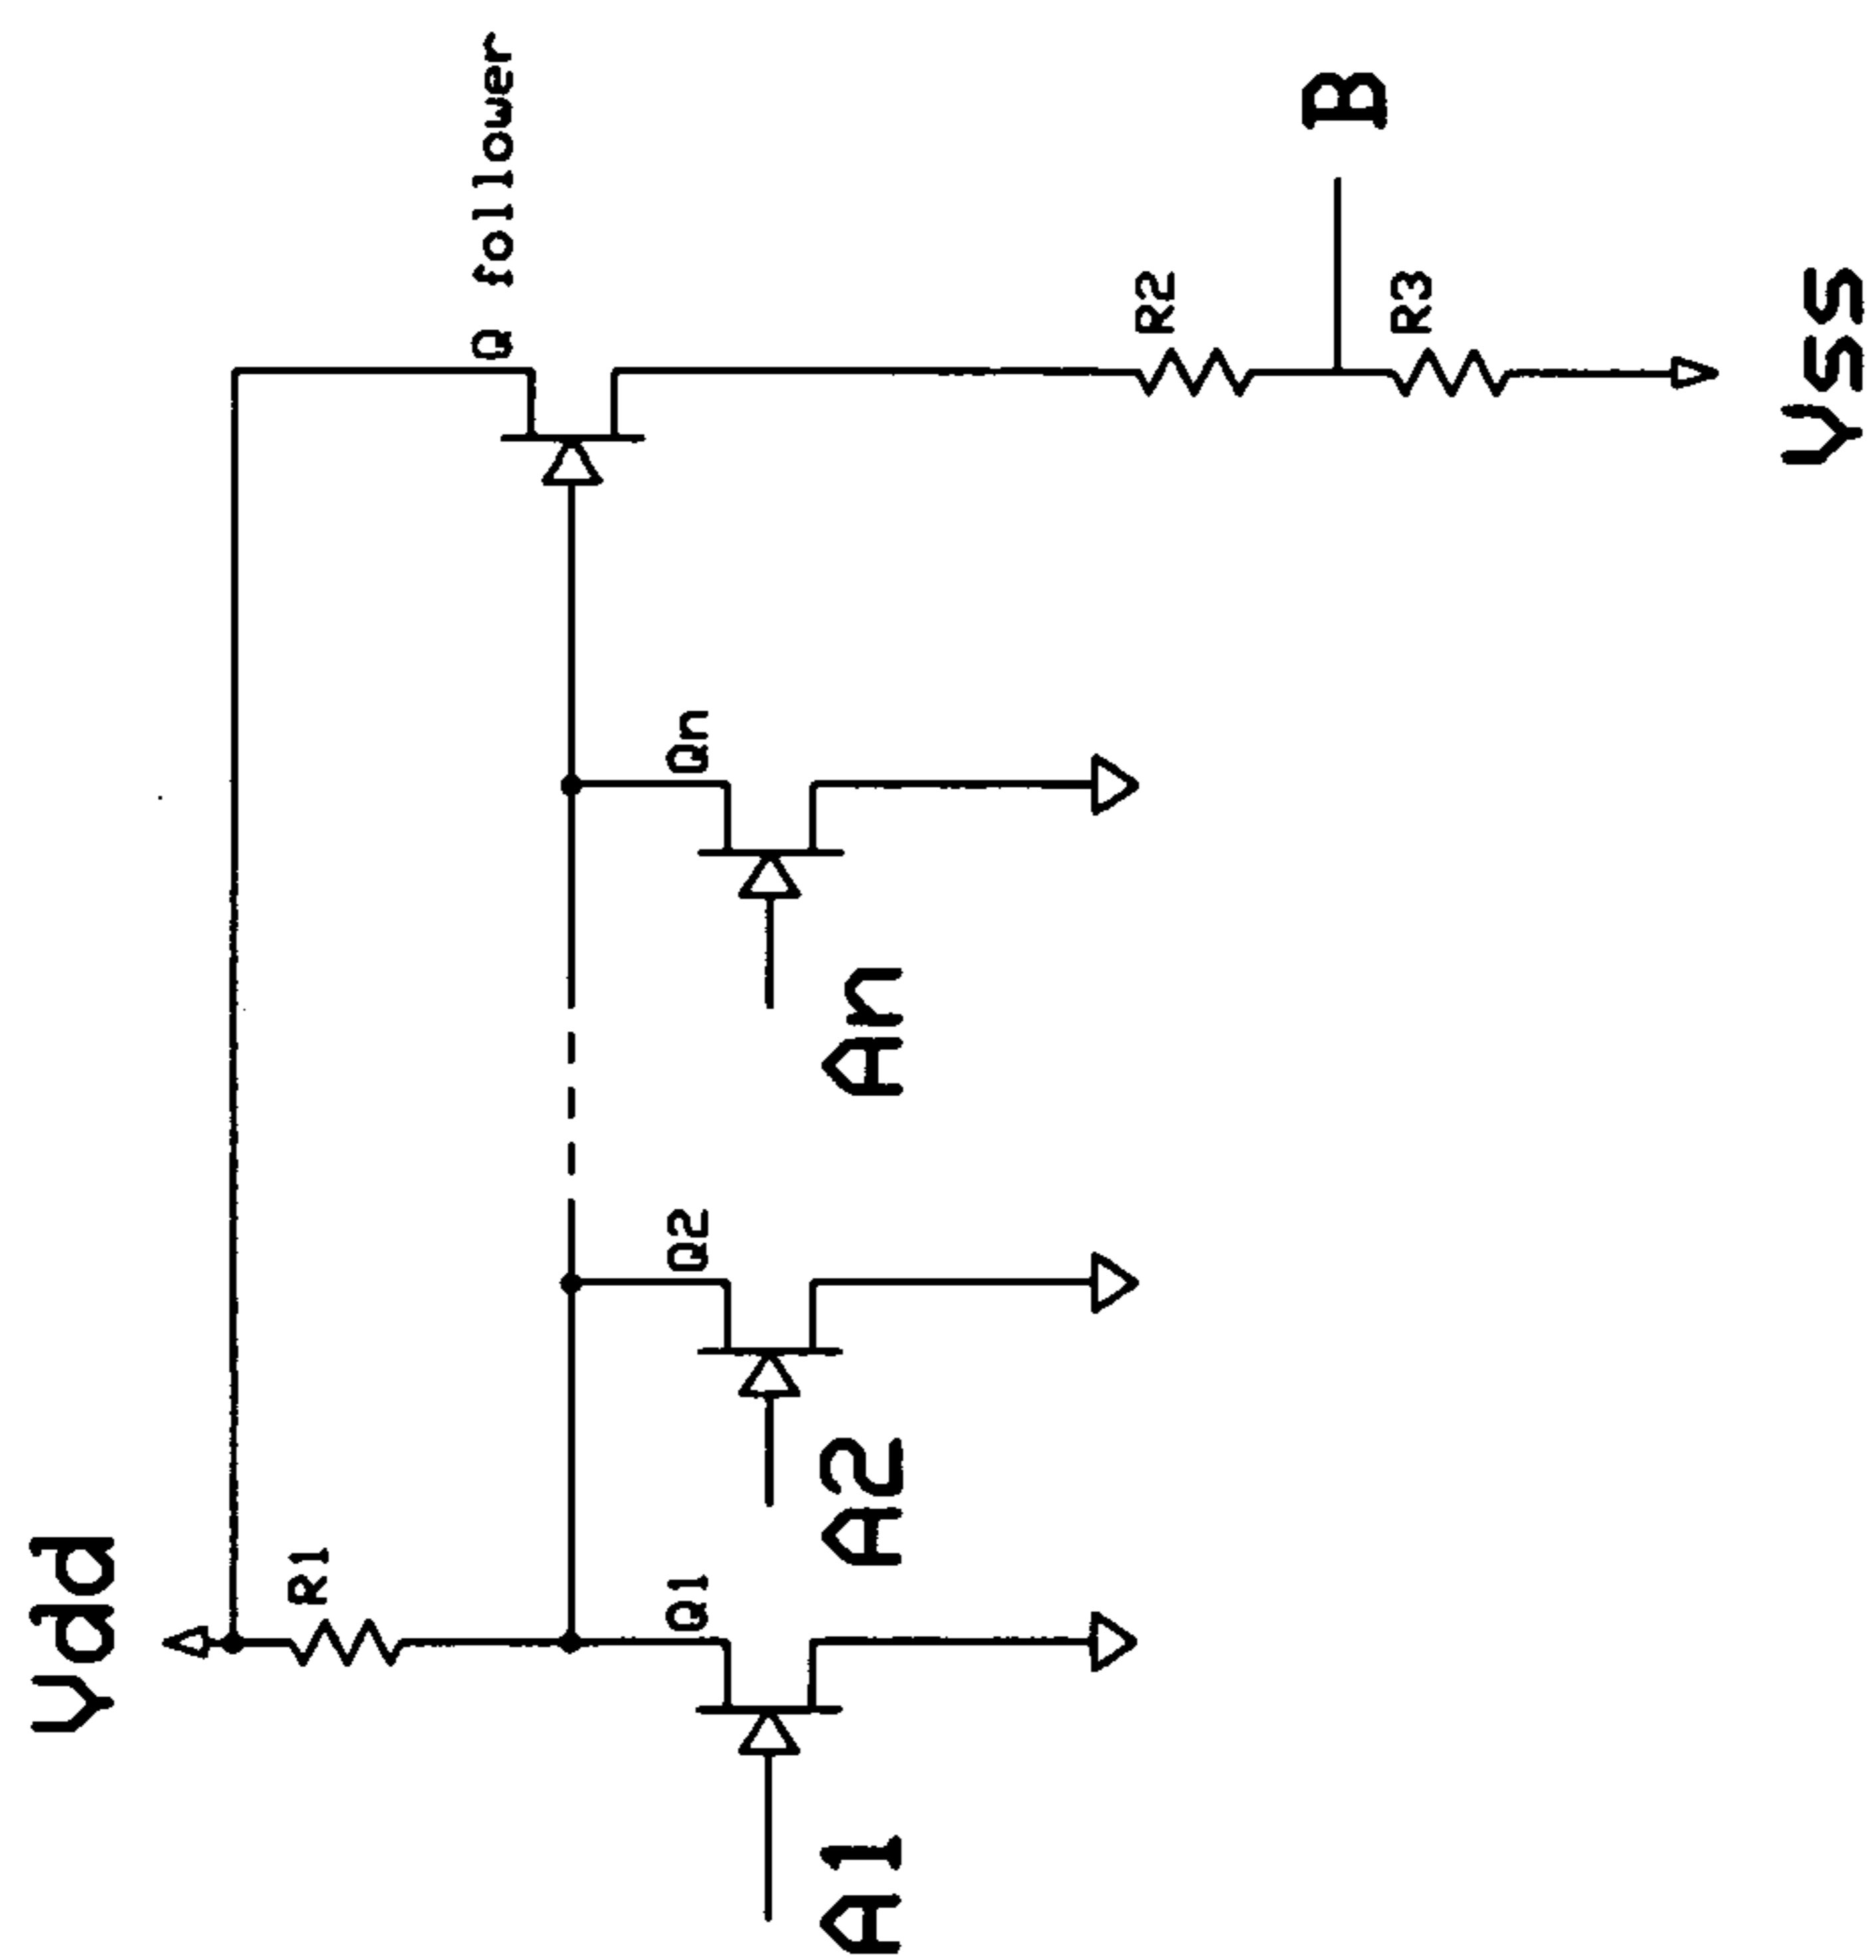 Vdd
R1
Q follower
Q1
Q2
Qn
A1
A2
An
R2
B
R3
Vss